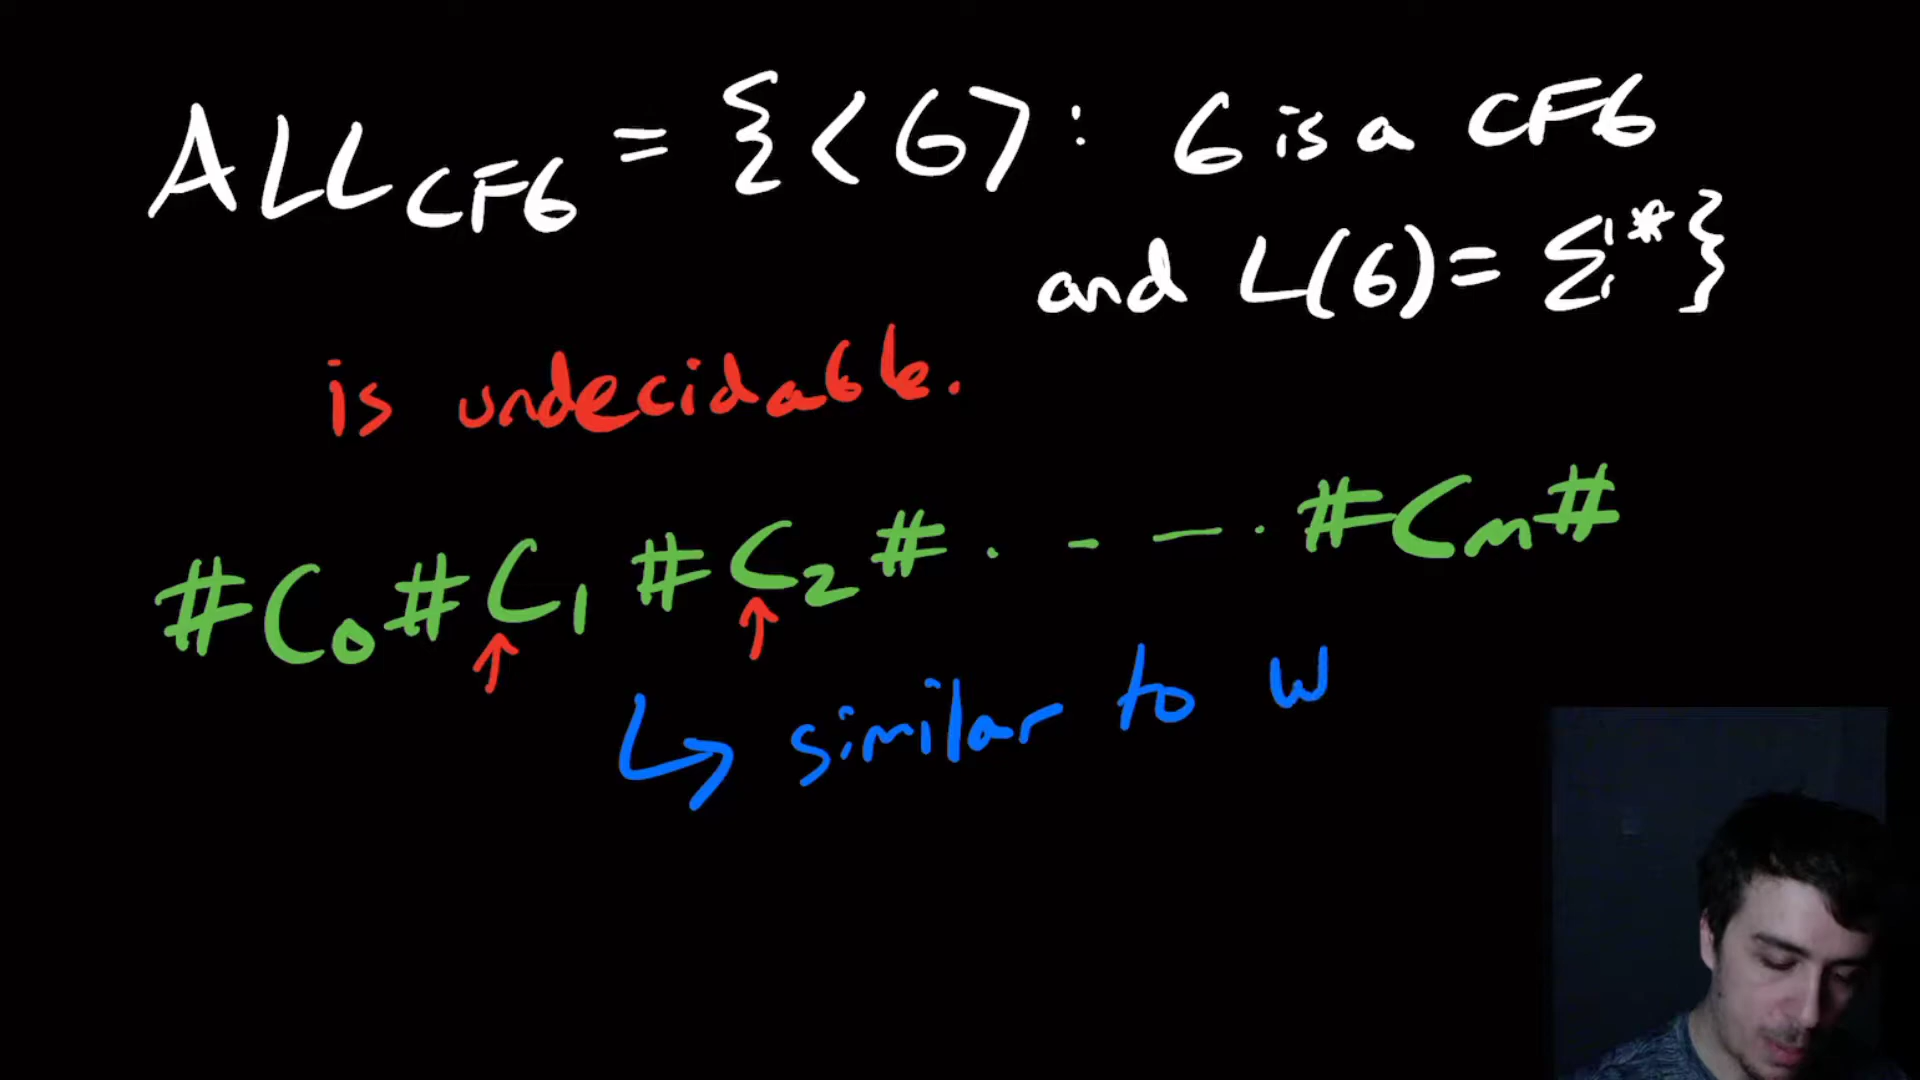 ALL_CFG = {<G>: G is a CFG
and L(G) = Σ*}
is undecidable.
#C₀#C₁#C₂#. - — .#Cₘ#
↳ similar to w